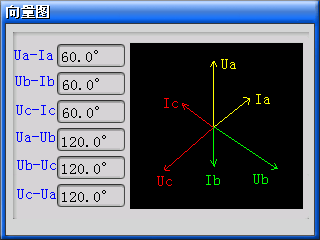 向量图
Ua-Ia 60.0°
Ub-Ib 60.0°
Uc-Ic 60.0°
Ua-Ub 120.0°
Ub-Uc 120.0°
Uc-Ua 120.0°
Ua
Ia
Ic
Uc
Ib
Ub